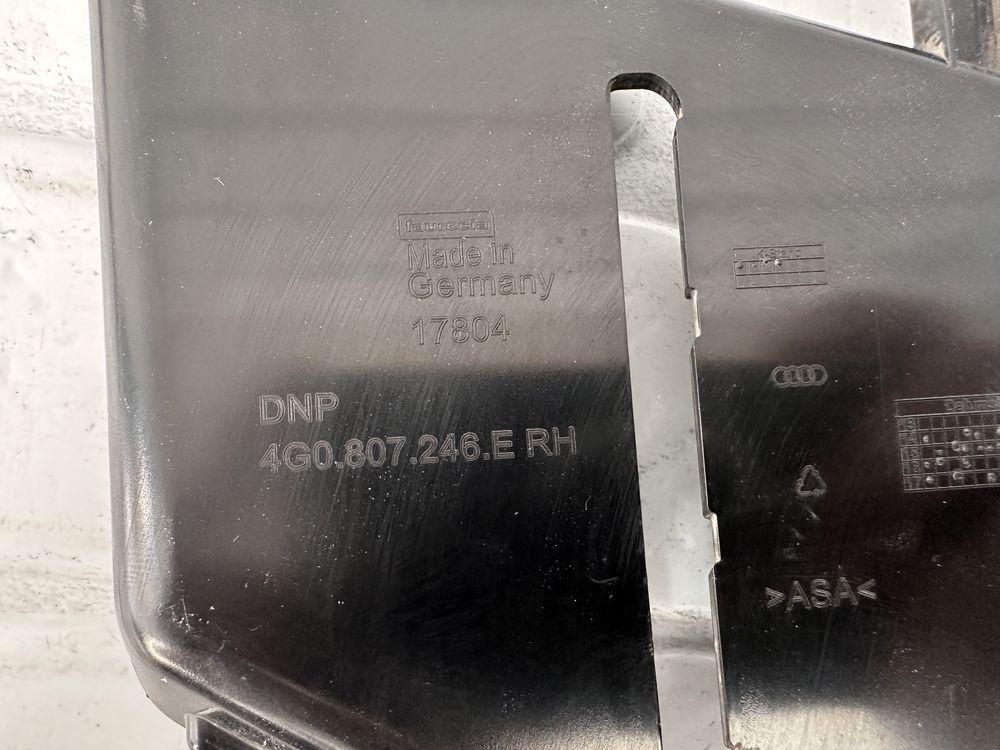 faurecia
Made in
Germany
17804
DNP
4G0.807.246.E RH
>ASA<